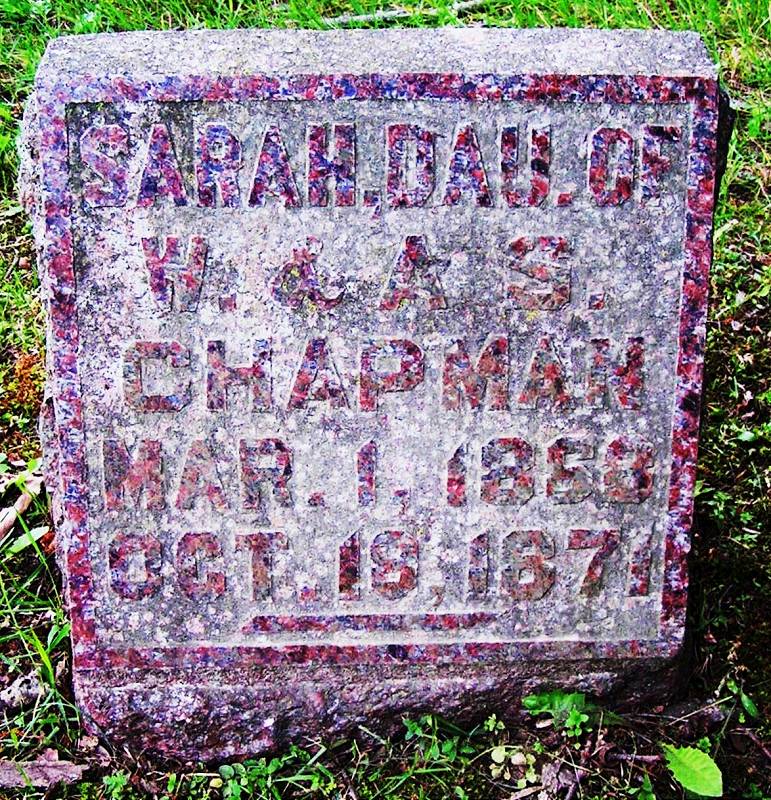 SARAH, DAU. OF
W. & A. S.
CHAPMAN
MAR. 1, 1858
OCT. 19, 1871